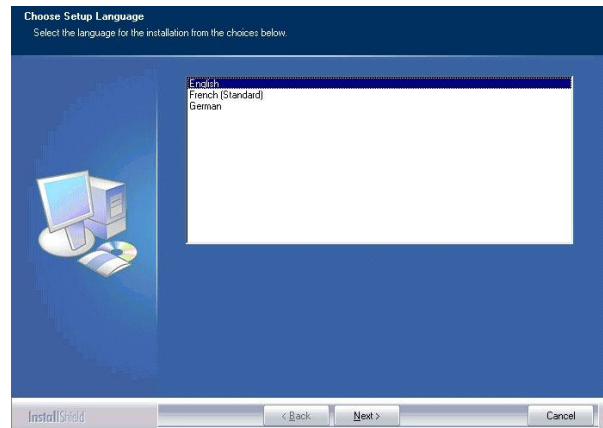 Choose Setup Language
Select the language for the installation from the choices below.
English
French (Standard)
German
InstallShield
< Back
Next >
Cancel